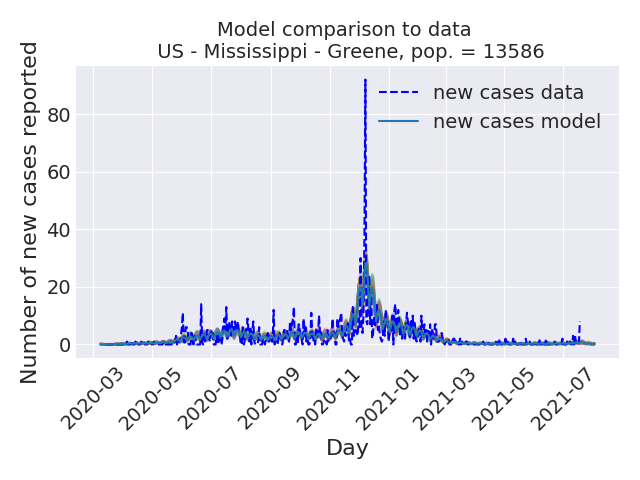 Model comparison to data
US - Mississippi - Greene, pop. = 13586
Number of new cases reported
80
60
40
20
0
new cases data
new cases model
2020-03
2020-05
2020-07
2020-09
2020-11
2021-01
2021-03
2021-05
2021-07
Day